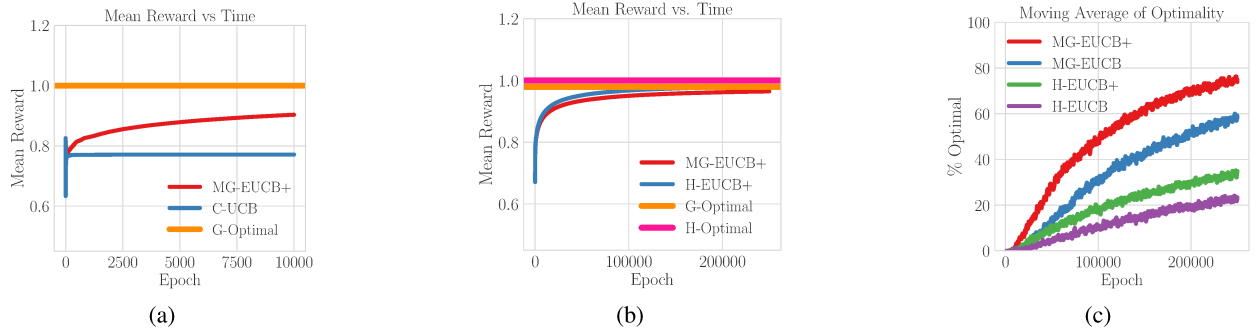 Mean Reward vs Time
1.2
1.0
0.8
0.6
Mean Reward
MG-EUCB+
C-UCB
G-Optimal
0 2500 5000 7500 10000
Epoch
(a)
Mean Reward vs. Time
1.2
1.0
0.8
0.6
Mean Reward
MG-EUCB+
H-EUCB+
G-Optimal
H-Optimal
0 100000 200000
Epoch
(b)
Moving Average of Optimality
100
80
60
40
20
0
% Optimal
MG-EUCB+
MG-EUCB
H-EUCB+
H-EUCB
0 100000 200000
Epoch
(c)